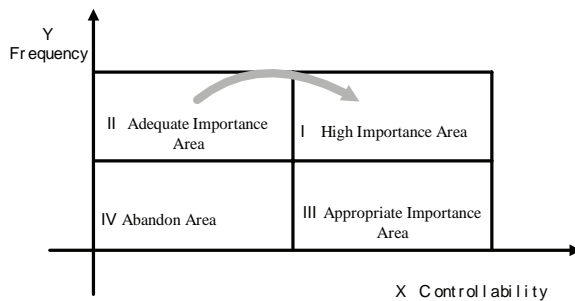 Y
Frequency
II Adequate Importance
Area
I High Importance Area
IV Abandon Area
III Appropriate Importance
Area
X Controllability